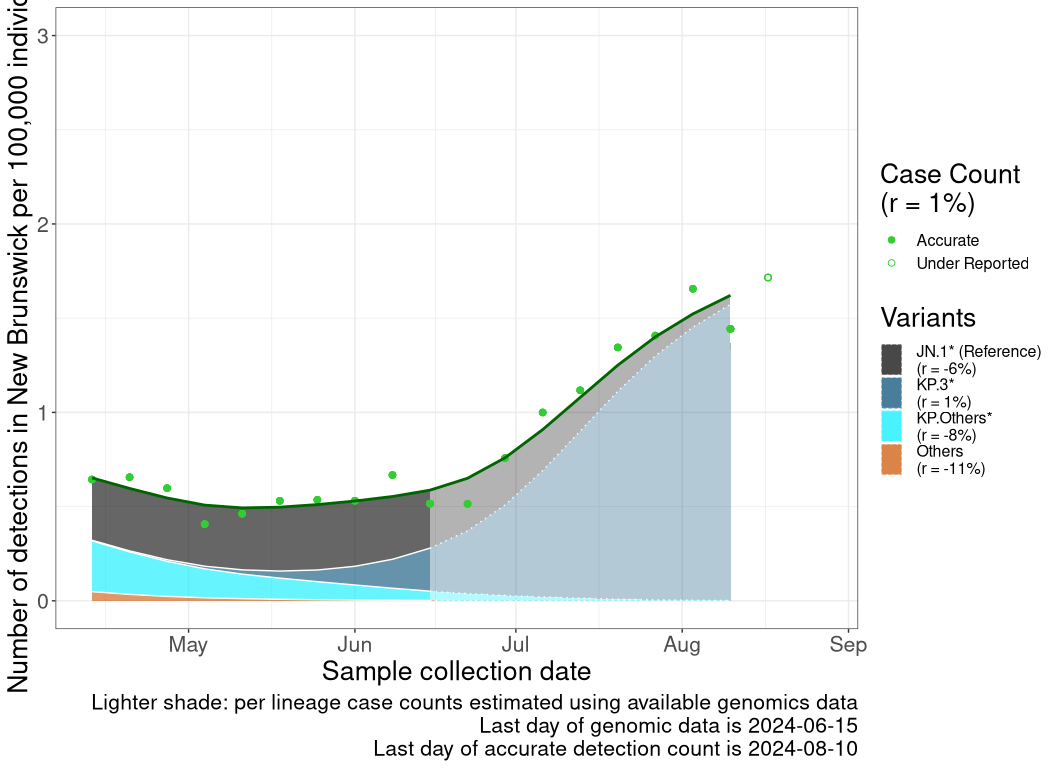 Number of detections in New Brunswick per 100,000
3
2
1
0
May
Jun
Jul
Aug
Sep
Sample collection date
Lighter shade: per lineage case counts estimated using available genomics data
Last day of genomic data is 2024-06-15
Last day of accurate detection count is 2024-08-10
Case Count
(r = 1%)
Accurate
Under Reported
Variants
JN.1* (Reference)
(r = -6%)
KP.3*
(r = 1%)
KP.Others*
(r = -8%)
Others
(r = -11%)